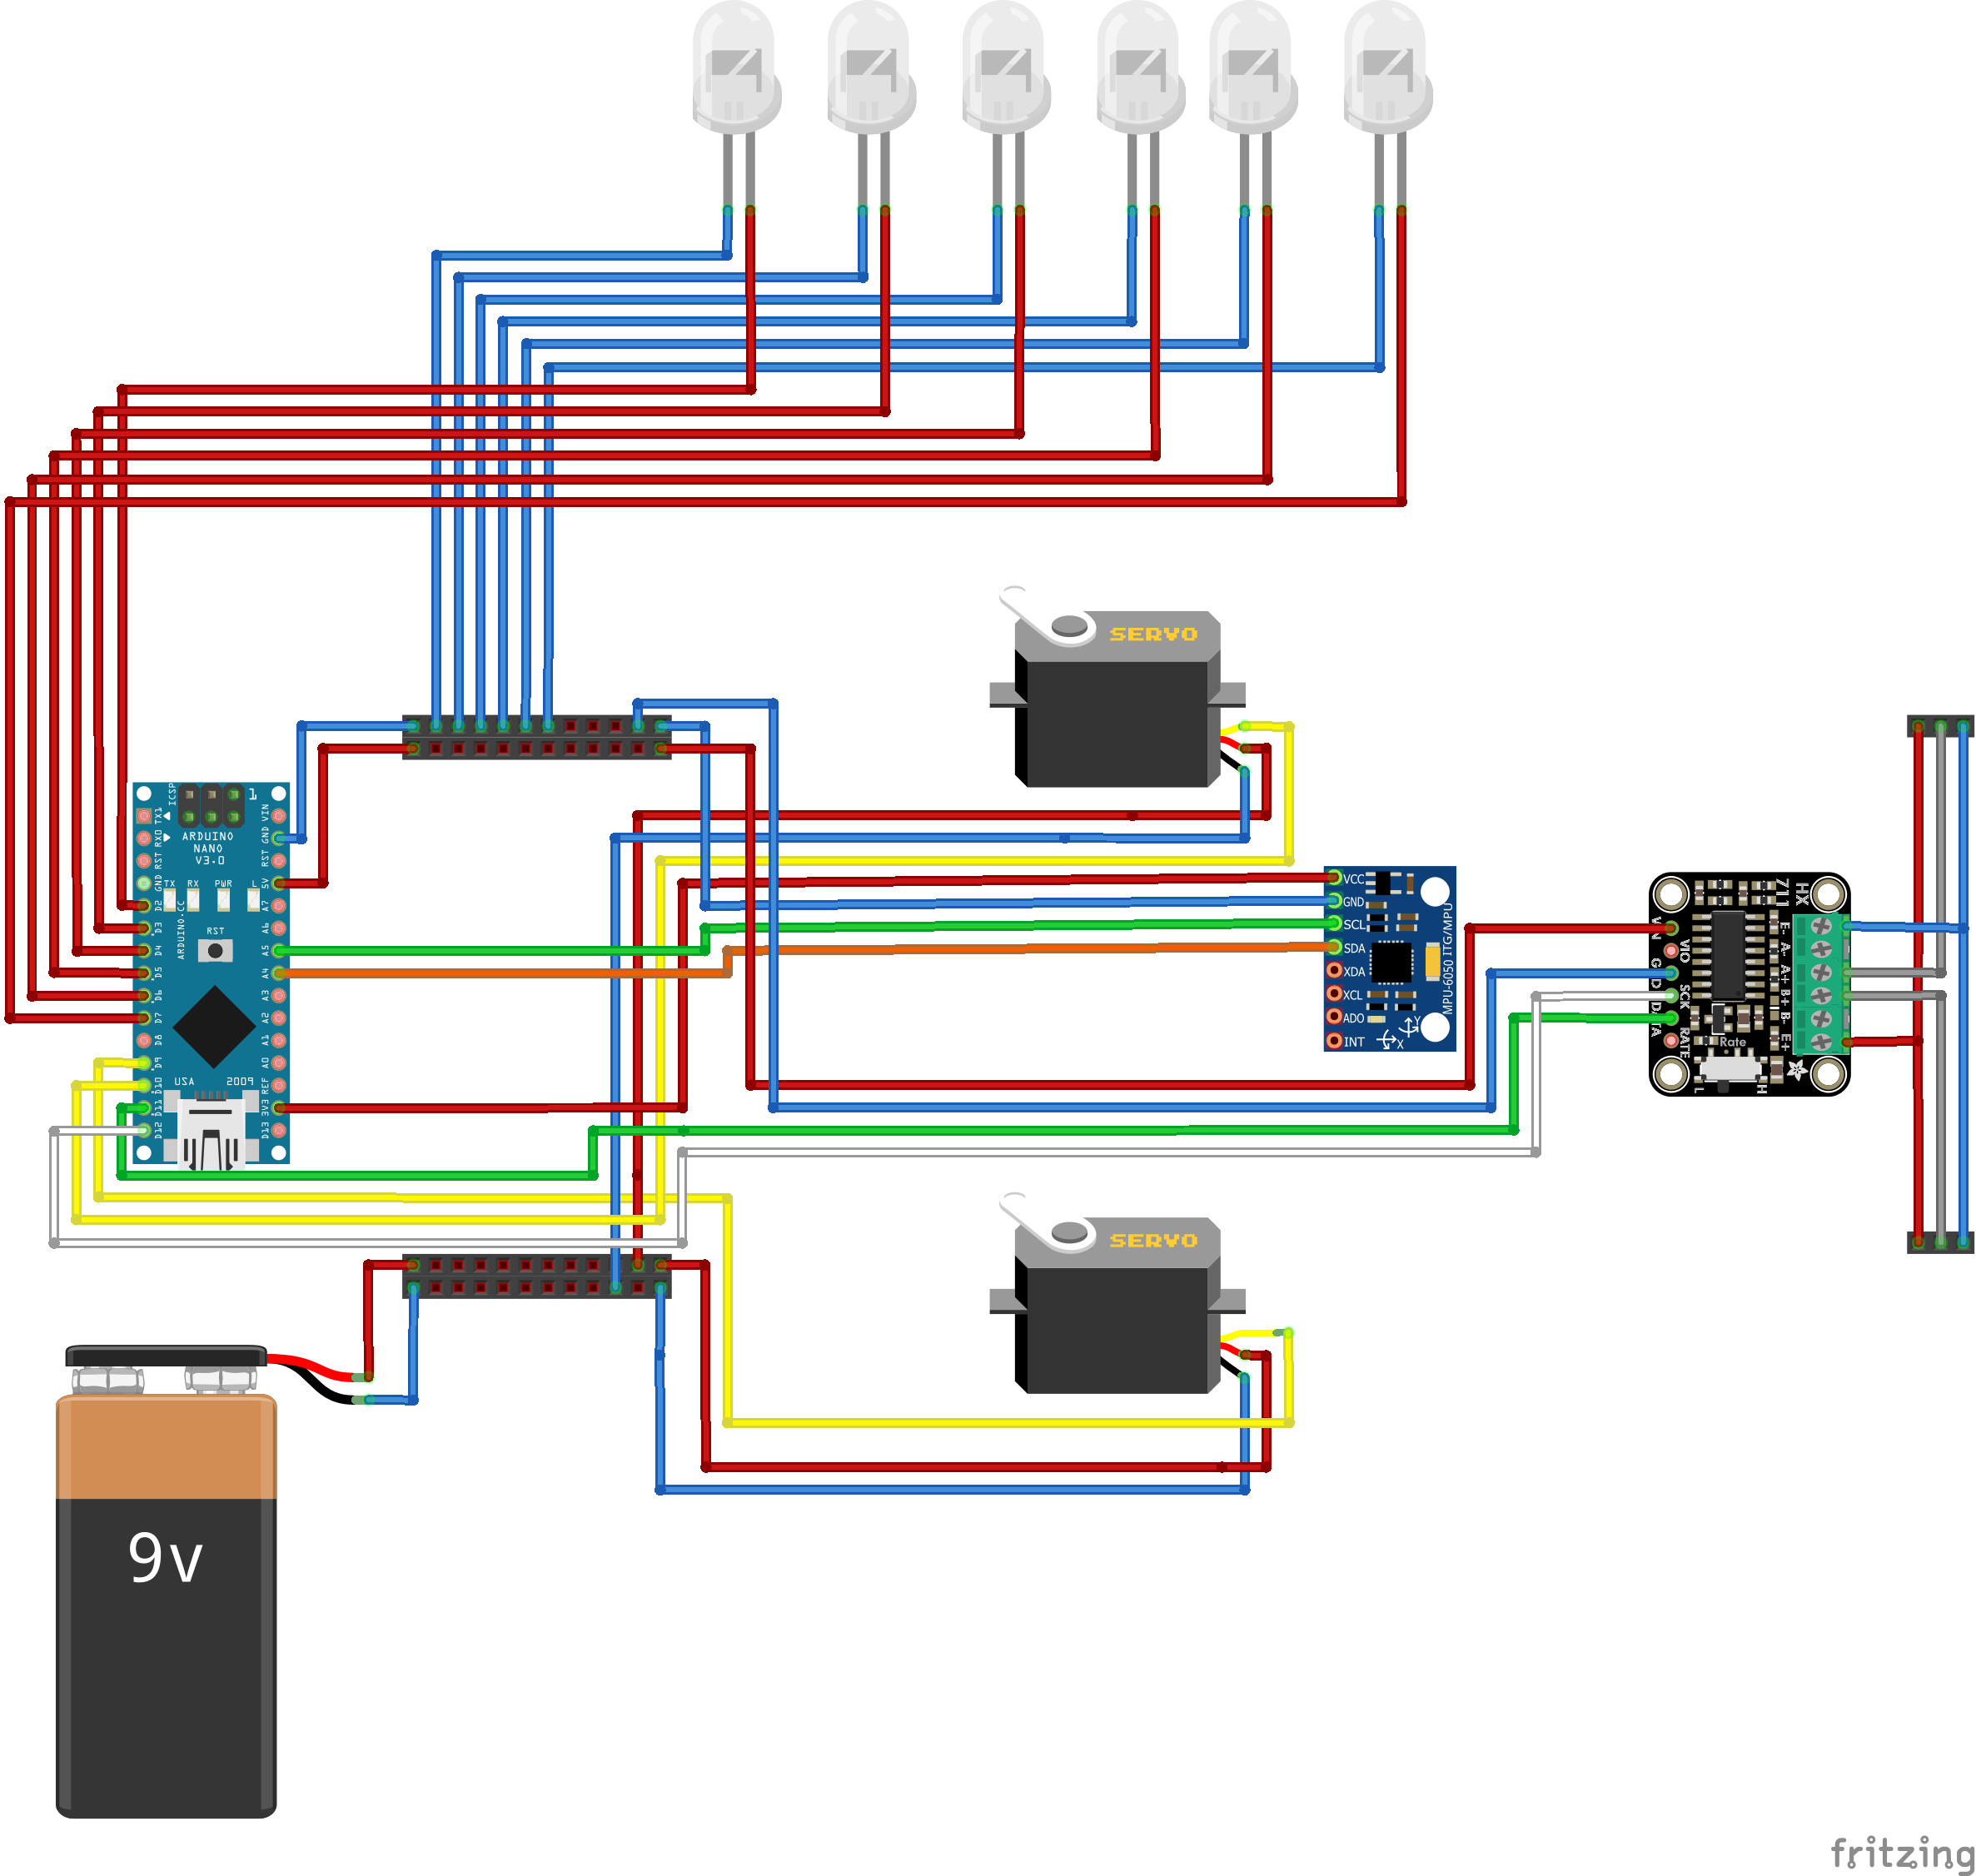 SERVO
ICSP
1
TX1
RX0
RST
GND
D2
D3
D4
D5
D6
D7
D8
D9
D10
D11
D12
VIN
GND
RST
5V
A7
A6
A5
A4
A3
A2
A1
A0
REF
3V3
D13
ARDUINO
NANO
V3.0
TX RX PWR L
RST
ARDUINO.CC
USA 2009
VCC
GND
SCL
SDA
XDA
XCL
ADO
INT
MPU-6050 ITG/MPU
Y
X
HX
711
VIN
VIO
GND
SCK
DATA
RATE
E-
A-
A+
B+
B-
E+
Rate
L
H
SERVO
9v
fritzing